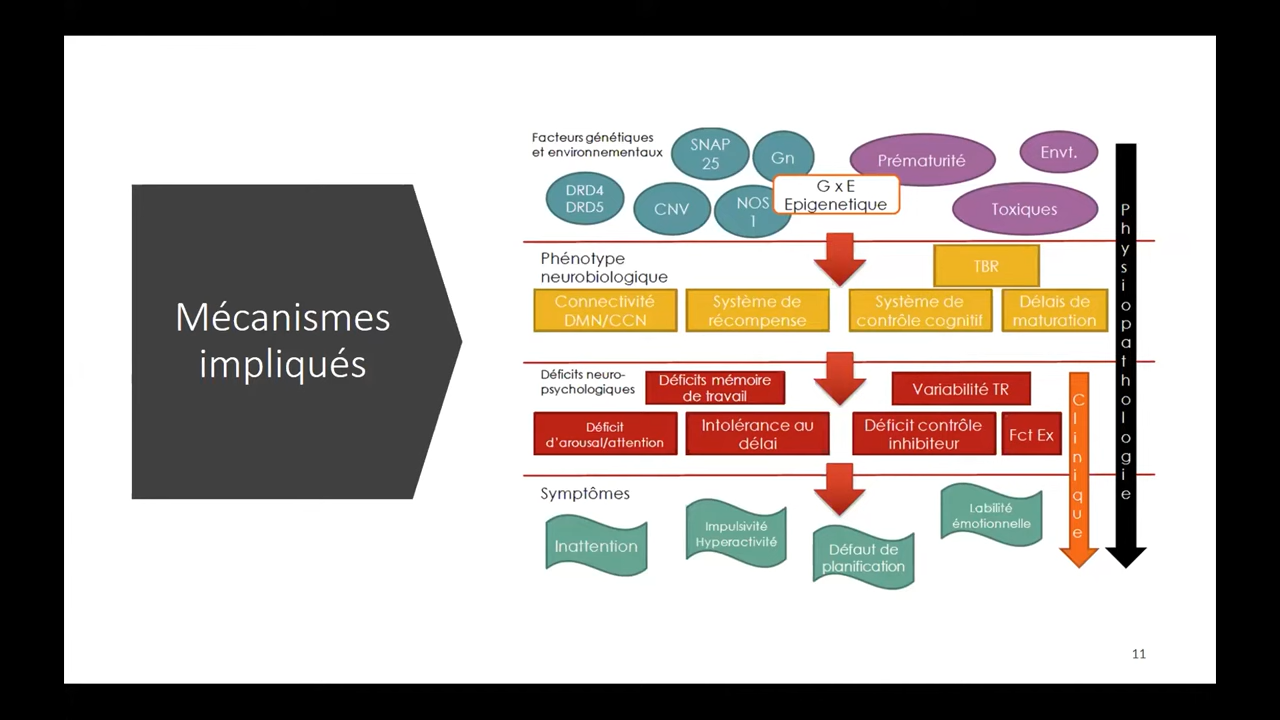 Mécanismes
impliqués
Facteurs génétiques
et environnementaux
SNAP
25
Gn
Prématurité
Envt.
DRD4
DRD5
CNV
NOS
1
G x E
Epigenetique
Toxiques
Phénotype
neurobiologique
TBR
Connectivité
DMN/CCN
Système de
récompense
Système de
contrôle cognitif
Délais de
maturation
Déficits neuro-
psychologiques
Déficits mémoire
de travail
Variabilité TR
Déficit
d'arousal/attention
Intolérance au
délai
Déficit contrôle
inhibiteur
Fct Ex
Symptômes
Inattention
Impulsivité
Hyperactivité
Défaut de
planification
Labilité
émotionnelle
Clinique
Physiopathologie
11